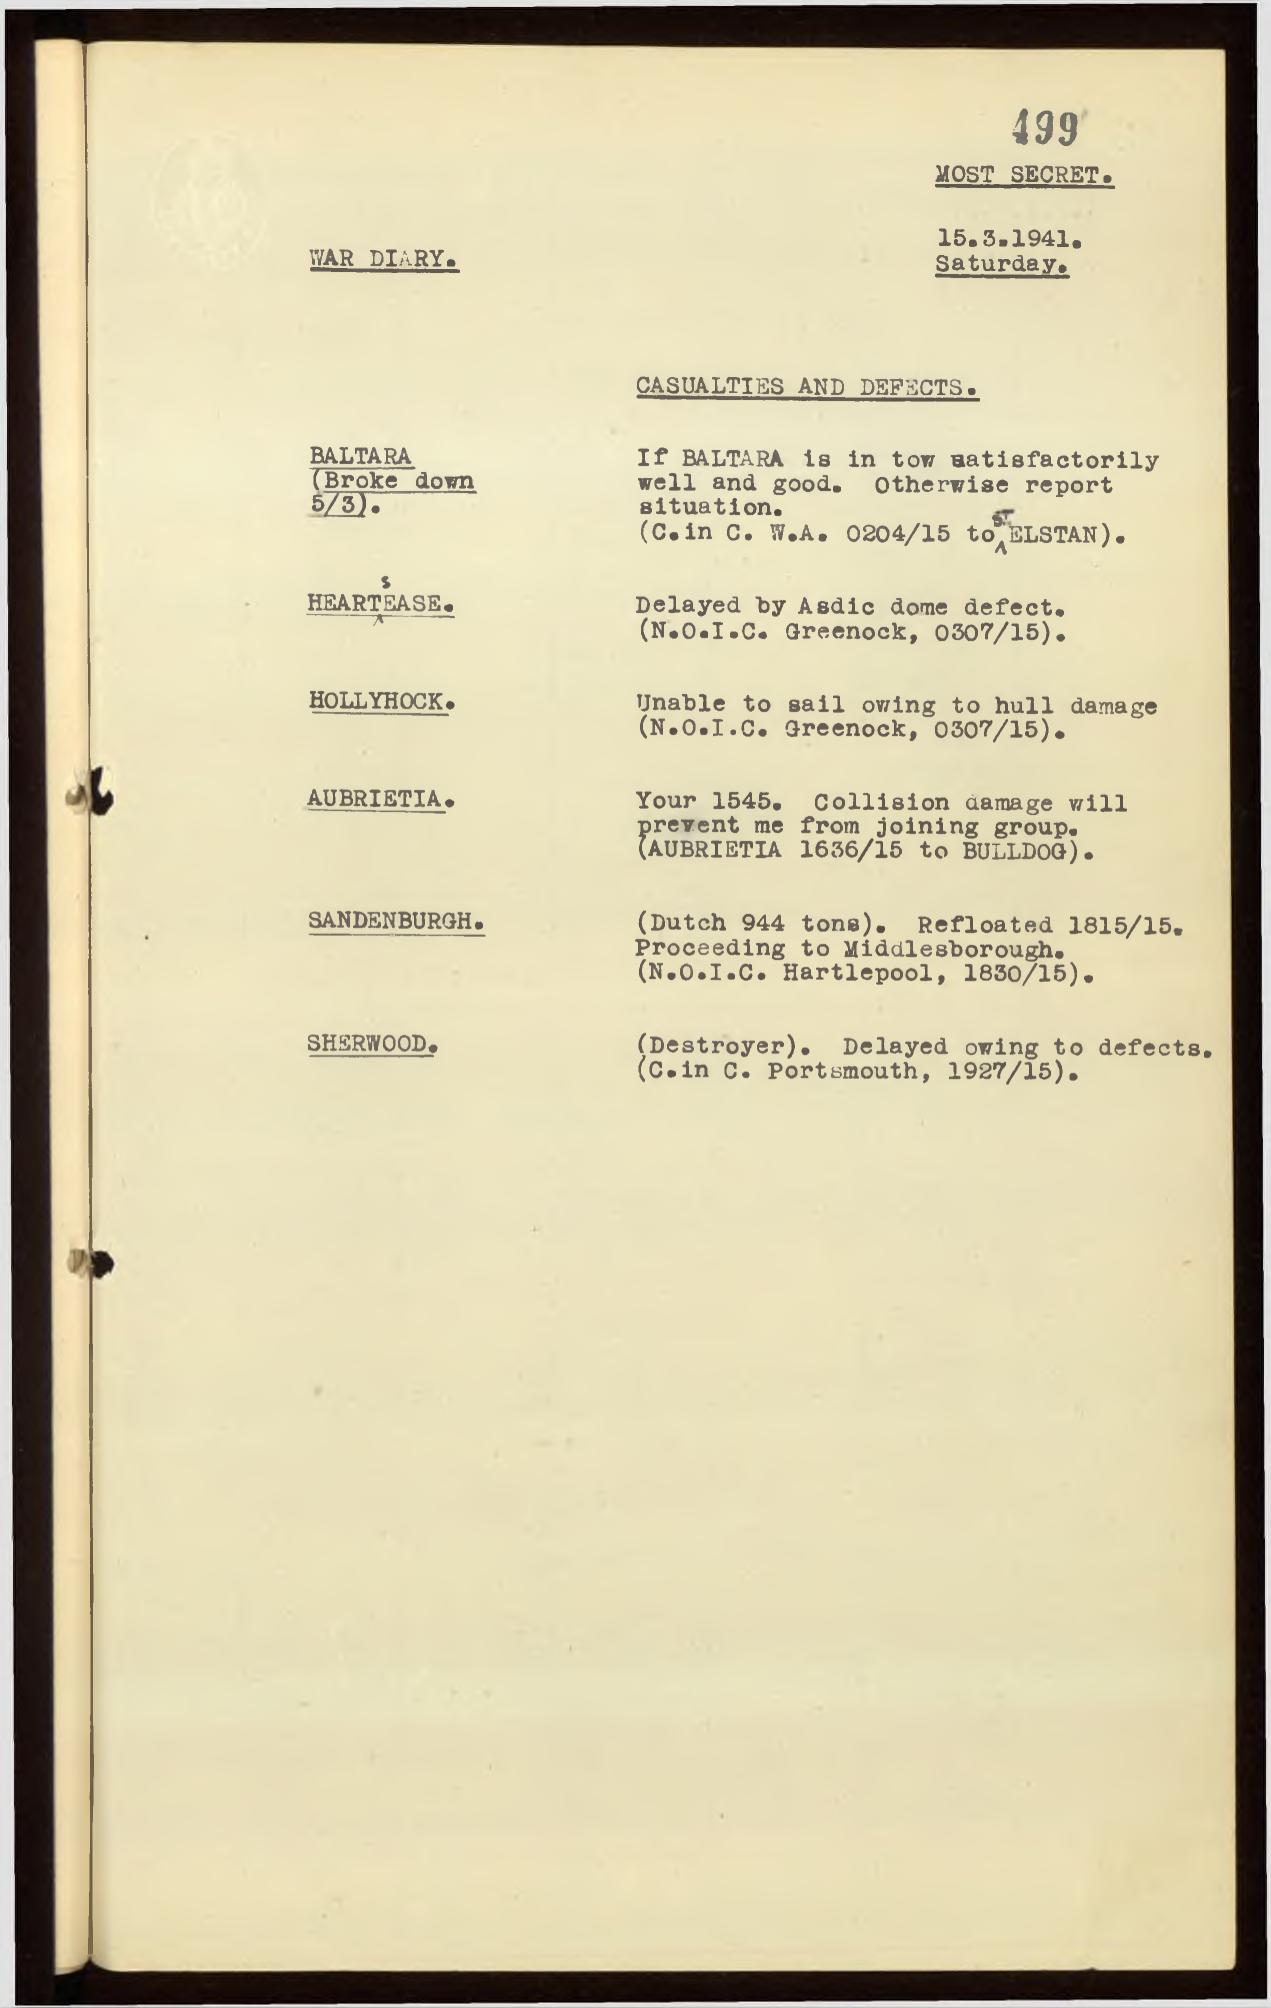 499
MOST SECRET.
15.3.1941.
WAR DIARY.
Saturday.
CASUALTIES AND DEFECTS.
BALTARA
(Broke down
5/3).
If BALTARA is in tow satisfactorily
well and good. Otherwise report
situation.
(C.in C. W.A. 0204/15 to ST ELSTAN).
HEARTSEASE.
Delayed by Asdic dome defect.
(N.O.I.C. Greenock, 0307/15).
HOLLYHOCK.
Unable to sail owing to hull damage
(N.O.I.C. Greenock, 0307/15).
AUBRIETIA.
Your 1545. Collision damage will
prevent me from joining group.
(AUBRIETIA 1636/15 to BULLDOG).
SANDENBURGH.
(Dutch 944 tons). Refloated 1815/15.
Proceeding to Middlesborough.
(N.O.I.C. Hartlepool, 1830/15).
SHERWOOD.
(Destroyer). Delayed owing to defects.
(C.in C. Portsmouth, 1927/15).